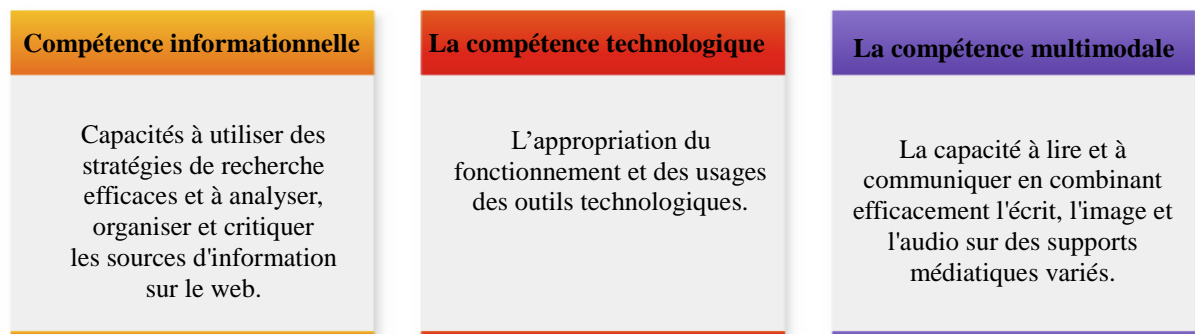 Compétence informationnelle
Capacités à utiliser des
stratégies de recherche
efficaces et à analyser,
organiser et critiquer
les sources d'information
sur le web.
La compétence technologique
L’appropriation du
fonctionnement et des usages
des outils technologiques.
La compétence multimodale
La capacité à lire et à
communiquer en combinant
efficacement l'écrit, l'image et
l'audio sur des supports
médiatiques variés.